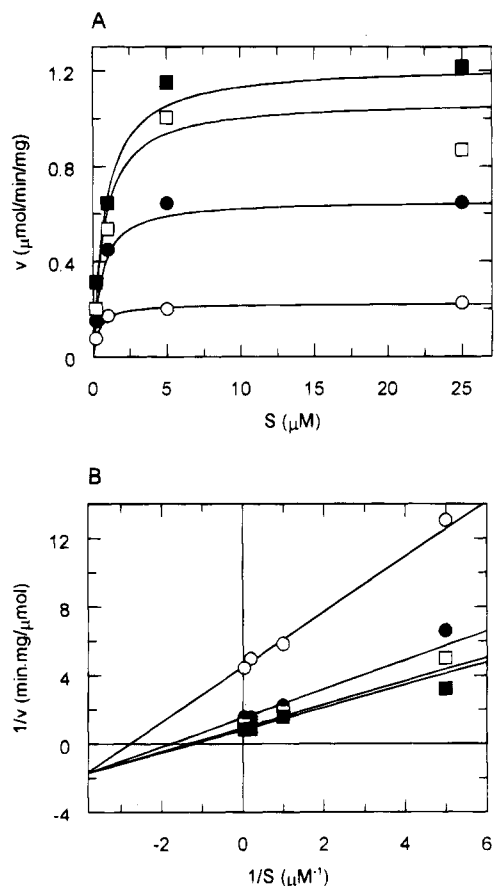 A
1.2
0.8
0.4
0
v (μmol/min/mg)
0 5 10 15 20 25
S (μM)
B
12
8
4
0
-4
1/v (min.mg/μmol)
-2 0 2 4 6
1/S (μM⁻¹)